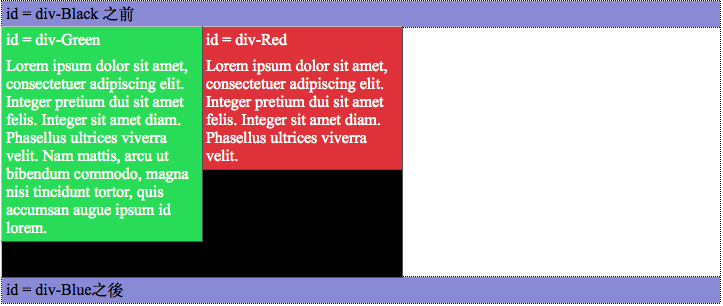 id = div-Black 之前
id = div-Green
Lorem ipsum dolor sit amet,
consectetuer adipiscing elit.
Integer pretium dui sit amet
felis. Integer sit amet diam.
Phasellus ultrices viverra
velit. Nam mattis, arcu ut
bibendum commodo, magna
nisi tincidunt tortor, quis
accumsan augue ipsum id
lorem.
id = div-Red
Lorem ipsum dolor sit amet,
consectetuer adipiscing elit.
Integer pretium dui sit amet
felis. Integer sit amet diam.
Phasellus ultrices viverra
velit.
id = div-Blue之後